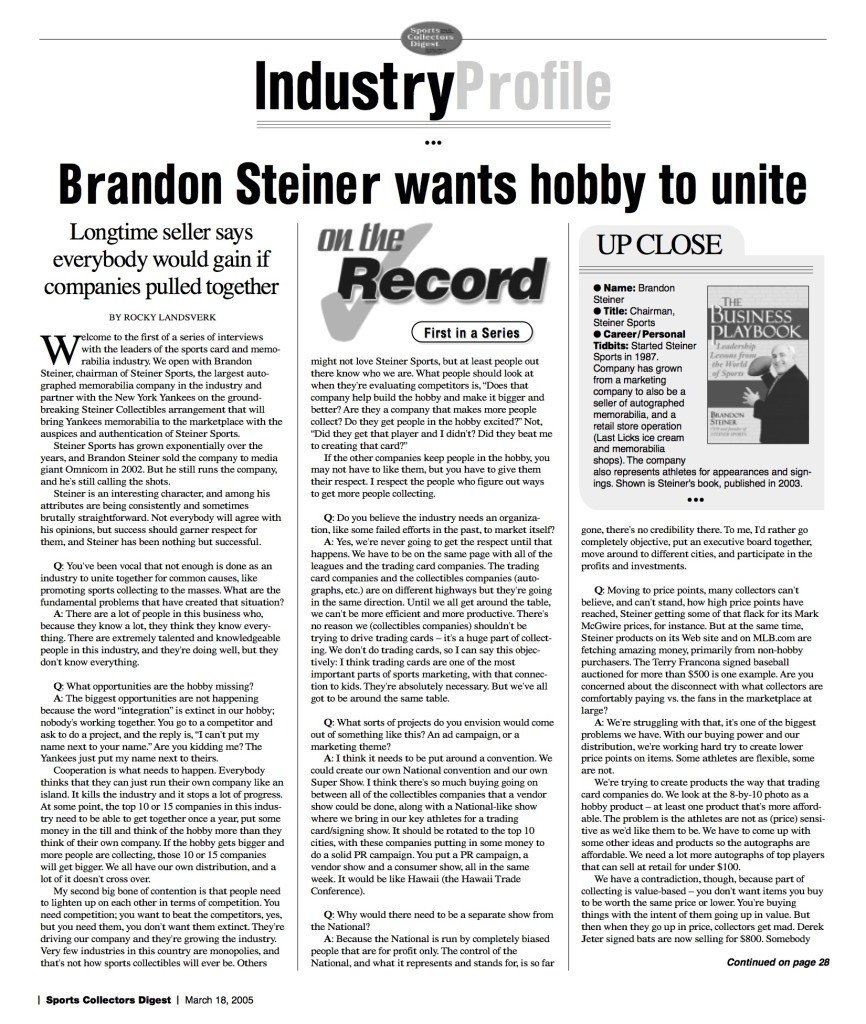 Sports
Collectors
Digest
IndustryProfile
•••
Brandon Steiner wants hobby to unite
Longtime seller says
everybody would gain if
companies pulled together
BY ROCKY LANDSVERK
Welcome to the first of a series of interviews
with the leaders of the sports card and memo-
rabilia industry. We open with Brandon
Steiner, chairman of Steiner Sports, the largest auto-
graphed memorabilia company in the industry and
partner with the New York Yankees on the ground-
breaking Steiner Collectibles arrangement that will
bring Yankees memorabilia to the marketplace with the
auspices and authentication of Steiner Sports.
Steiner Sports has grown exponentially over the
years, and Brandon Steiner sold the company to media
giant Omnicom in 2002. But he still runs the company,
and he's still calling the shots.
Steiner is an interesting character, and among his
attributes are being consistently and sometimes
brutally straightforward. Not everybody will agree with
his opinions, but success should garner respect for
them, and Steiner has been nothing but successful.
Q: You've been vocal that not enough is done as an
industry to unite together for common causes, like
promoting sports collecting to the masses. What are the
fundamental problems that have created that situation?
A: There are a lot of people in this business who,
because they know a lot, they think they know every-
thing. There are extremely talented and knowledgeable
people in this industry, and they're doing well, but they
don't know everything.
Q: What opportunities are the hobby missing?
A: The biggest opportunities are not happening
because the word "integration" is extinct in our hobby;
nobody's working together. You go to a competitor and
ask to do a project, and the reply is, "I can't put my
name next to your name." Are you kidding me? The
Yankees just put my name next to theirs.
Cooperation is what needs to happen. Everybody
thinks that they can just run their own company like an
island. It kills the industry and it stops a lot of progress.
At some point, the top 10 or 15 companies in this indus-
try need to be able to get together once a year, put some
money in the till and think of the hobby more than they
think of their own company. If the hobby gets bigger and
more people are collecting, those 10 or 15 companies
will get bigger. We all have our own distribution, and a
lot of it doesn't cross over.
My second big bone of contention is that people need
to lighten up on each other in terms of competition. You
need competition; you want to beat the competitors, yes,
but you need them, you don't want them extinct. They're
driving our company and they're growing the industry.
Very few industries in this country are monopolies, and
that's not how sports collectibles will ever be. Others
on the
Record
First in a Series
might not love Steiner Sports, but at least people out
there know who we are. What people should look at
when they're evaluating competitors is, "Does that
company help build the hobby and make it bigger and
better? Are they a company that makes more people
collect? Do they get people in the hobby excited?" Not,
"Did they get that player and I didn't? Did they beat me
to creating that card?"
If the other companies keep people in the hobby, you
may not have to like them, but you have to give them
their respect. I respect the people who figure out ways
to get more people collecting.
Q: Do you believe the industry needs an organiza-
tion, like some failed efforts in the past, to market itself?
A: Yes, we're never going to get the respect until that
happens. We have to be on the same page with all of the
leagues and the trading card companies. The trading
card companies and the collectibles companies (auto-
graphs, etc.) are on different highways but they're going
in the same direction. Until we all get around the table,
we can't be more efficient and more productive. There's
no reason we (collectibles companies) shouldn't be
trying to drive trading cards – it's a huge part of collect-
ing. We don't do trading cards, so I can say this objec-
tively: I think trading cards are one of the most
important parts of sports marketing, with that connec-
tion to kids. They're absolutely necessary. But we've all
got to be around the same table.
Q: What sorts of projects do you envision would come
out of something like this? An ad campaign, or a
marketing theme?
A: I think it needs to be put around a convention. We
could create our own National convention and our own
Super Show. I think there's so much buying going on
between all of the collectibles companies that a vendor
show could be done, along with a National-like show
where we bring in our key athletes for a trading
card/signing show. It should be rotated to the top 10
cities, with these companies putting in some money to
do a solid PR campaign. You put a PR campaign, a
vendor show and a consumer show, all in the same
week. It would be like Hawaii (the Hawaii Trade
Conference).
Q: Why would there need to be a separate show from
the National?
A: Because the National is run by completely biased
people that are for profit only. The control of the
National, and what it represents and stands for, is so far
UP CLOSE
● Name: Brandon
Steiner
● Title: Chairman,
Steiner Sports
● Career/Personal
Tidbits: Started Steiner
Sports in 1987.
Company has grown
from a marketing
company to also be a
seller of autographed
memorabilia, and a
retail store operation
(Last Licks ice cream
and memorabilia
shops). The company
also represents athletes for appearances and sign-
ings. Shown is Steiner's book, published in 2003.
•••
THE
BUSINESS
PLAYBOOK
Leadership
Lessons from
the World
of Sports
BRANDON
STEINER
gone, there's no credibility there. To me, I'd rather go
completely objective, put an executive board together,
move around to different cities, and participate in the
profits and investments.
Q: Moving to price points, many collectors can't
believe, and can't stand, how high price points have
reached, Steiner getting some of that flack for its Mark
McGwire prices, for instance. But at the same time,
Steiner products on its Web site and on MLB.com are
fetching amazing money, primarily from non-hobby
purchasers. The Terry Francona signed baseball
auctioned for more than $500 is one example. Are you
concerned about the disconnect with what collectors are
comfortably paying vs. the fans in the marketplace at
large?
A: We're struggling with that, it's one of the biggest
problems we have. With our buying power and our
distribution, we're working hard try to create lower
price points on items. Some athletes are flexible, some
are not.
We're trying to create products the way that trading
card companies do. We look at the 8-by-10 photo as a
hobby product – at least one product that's more afford-
able. The problem is the athletes are not as (price) sensi-
tive as we'd like them to be. We have to come up with
some other ideas and products so the autographs are
affordable. We need a lot more autographs of top players
that can sell at retail for under $100.
We have a contradiction, though, because part of
collecting is value-based – you don't want items you buy
to be worth the same price or lower. You're buying
things with the intent of them going up in value. But
then when they go up in price, collectors get mad. Derek
Jeter signed bats are now selling for $800. Somebody
Continued on page 28
| Sports Collectors Digest | March 18, 2005